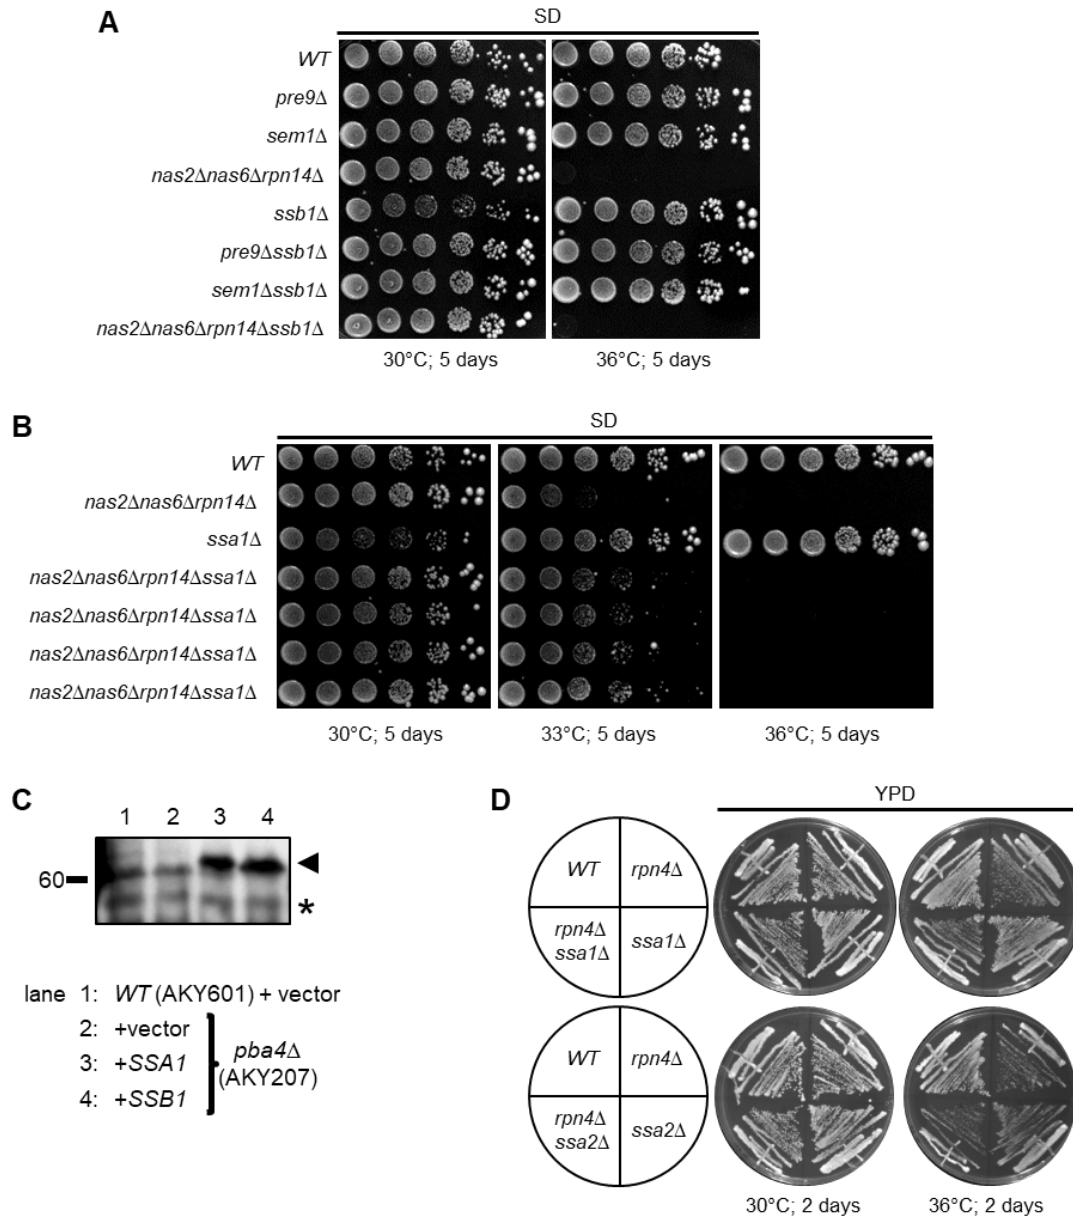 A
SD
WT
pre9Δ
sem1Δ
nas2Δnas6Δrpn14Δ
ssb1Δ
pre9Δssb1Δ
sem1Δssb1Δ
nas2Δnas6Δrpn14Δssb1Δ
30°C; 5 days
36°C; 5 days
B
SD
WT
nas2Δnas6Δrpn14Δ
ssa1Δ
nas2Δnas6Δrpn14Δssa1Δ
nas2Δnas6Δrpn14Δssa1Δ
nas2Δnas6Δrpn14Δssa1Δ
nas2Δnas6Δrpn14Δssa1Δ
30°C; 5 days
33°C; 5 days
36°C; 5 days
C
1 2 3 4
60
*
lane 1: WT (AKY601) + vector
2: +vector
3: +SSA1
4: +SSB1
pba4Δ
(AKY207)
D
YPD
WT
rpn4Δ
rpn4Δ
ssa1Δ
ssa1Δ
WT
rpn4Δ
rpn4Δ
ssa2Δ
ssa2Δ
30°C; 2 days
36°C; 2 days